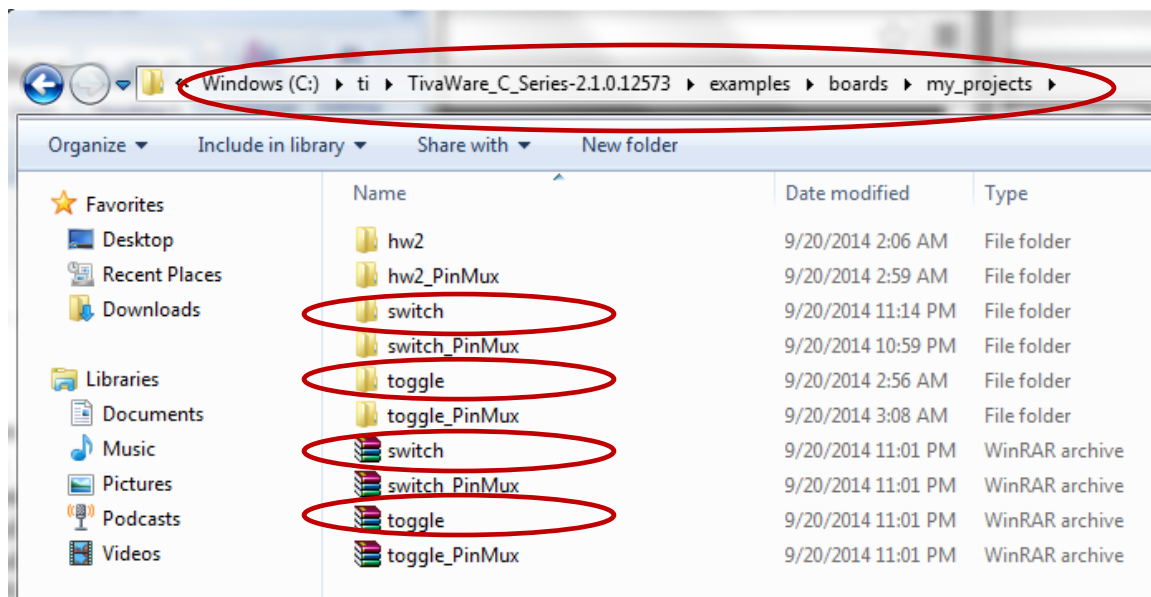 « Windows (C:) ▸ ti ▸ TivaWare_C_Series-2.1.0.12573 ▸ examples ▸ boards ▸ my_projects ▸
Organize ▾ Include in library ▾ Share with ▾ New folder
Favorites
Desktop
Recent Places
Downloads
Libraries
Documents
Music
Pictures
Podcasts
Videos
Name Date modified Type
hw2 9/20/2014 2:06 AM File folder
hw2_PinMux 9/20/2014 2:59 AM File folder
switch 9/20/2014 11:14 PM File folder
switch_PinMux 9/20/2014 10:59 PM File folder
toggle 9/20/2014 2:56 AM File folder
toggle_PinMux 9/20/2014 3:08 AM File folder
switch 9/20/2014 11:01 PM WinRAR archive
switch_PinMux 9/20/2014 11:01 PM WinRAR archive
toggle 9/20/2014 11:01 PM WinRAR archive
toggle_PinMux 9/20/2014 11:01 PM WinRAR archive